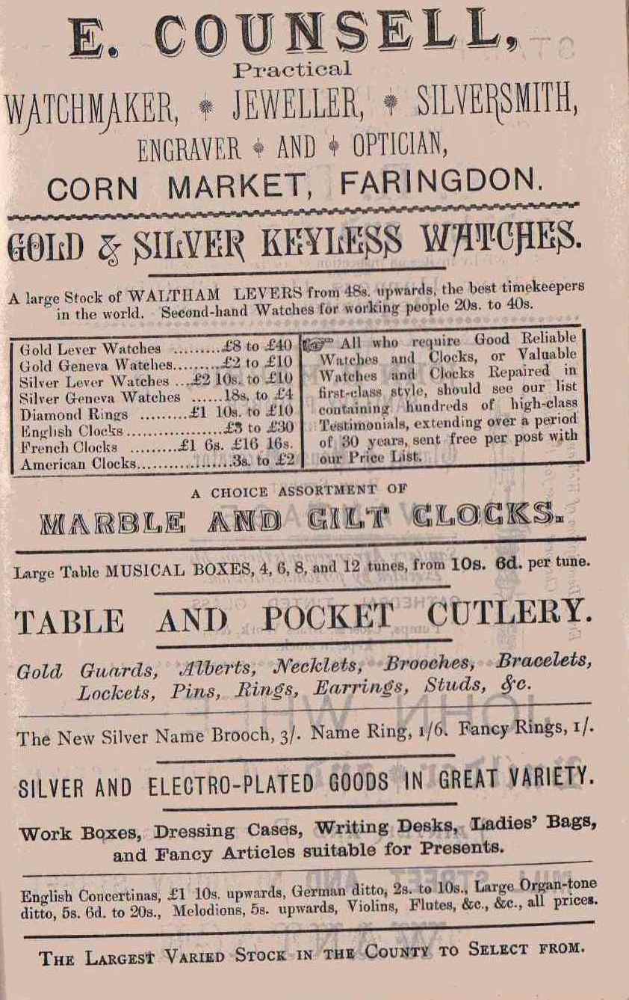 E. COUNSELL,
Practical
WATCHMAKER, JEWELLER, SILVERSMITH,
ENGRAVER AND OPTICIAN,
CORN MARKET, FARINGDON.
GOLD & SILVER KEYLESS WATCHES.
A large Stock of WALTHAM LEVERS from 48s. upwards, the best timekeepers
in the world. Second-hand Watches for working people 20s. to 40s.
Gold Lever Watches .........£8 to £40
Gold Geneva Watches.........£2 to £10
Silver Lever Watches ....£2 10s. to £10
Silver Geneva Watches ......18s. to £4
Diamond Rings .........£1 10s. to £10
English Clocks..................£3 to £30
French Clocks .........£1 6s. £16 16s.
American Clocks..................3s. to £2
☞ All who require Good Reliable
Watches and Clocks, or Valuable
Watches and Clocks Repaired in
first-class style, should see our list
containing hundreds of high-class
Testimonials, extending over a period
of 30 years, sent free per post with
our Price List.
A CHOICE ASSORTMENT OF
MARBLE AND GILT CLOCKS.
Large Table MUSICAL BOXES, 4, 6, 8, and 12 tunes, from 10s. 6d. per tune.
TABLE AND POCKET CUTLERY.
Gold Guards, Alberts, Necklets, Brooches, Bracelets,
Lockets, Pins, Rings, Earrings, Studs, &c.
The New Silver Name Brooch, 3/. Name Ring, 1/6. Fancy Rings, 1/.
SILVER AND ELECTRO-PLATED GOODS IN GREAT VARIETY.
Work Boxes, Dressing Cases, Writing Desks, Ladies' Bags,
and Fancy Articles suitable for Presents.
English Concertinas, £1 10s. upwards, German ditto, 2s. to 10s., Large Organ-tone
ditto, 5s. 6d. to 20s., Melodions, 5s. upwards, Violins, Flutes, &c., &c., all prices.
THE LARGEST VARIED STOCK IN THE COUNTY TO SELECT FROM.